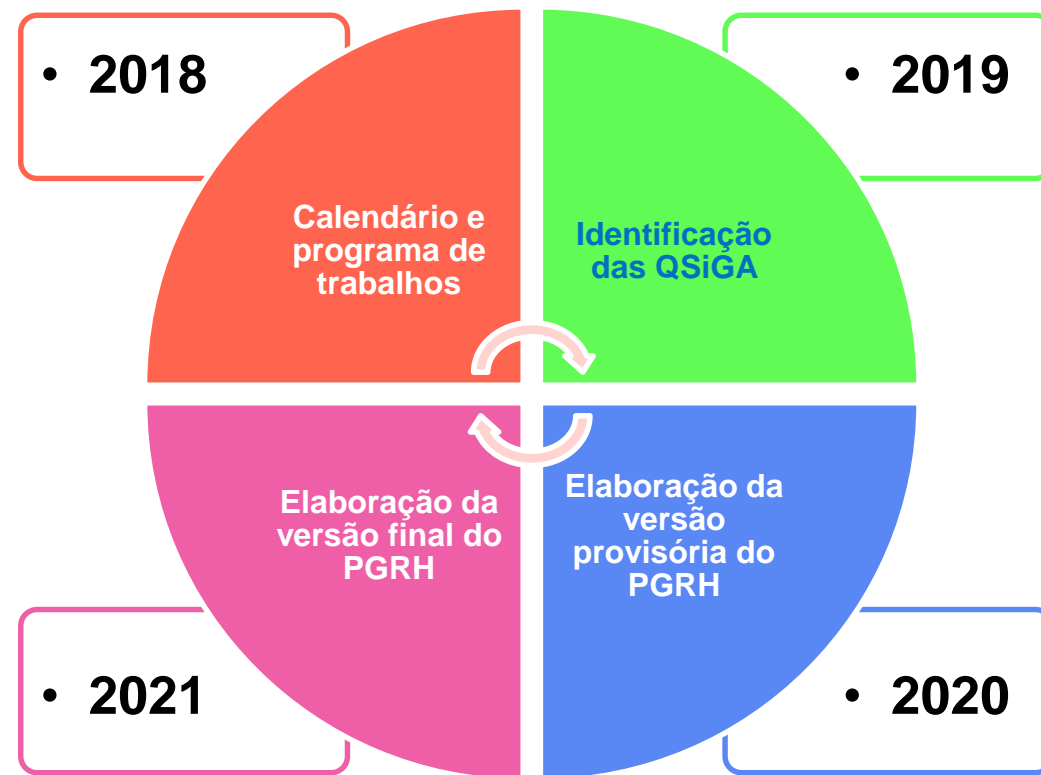 • 2018
• 2019
Calendário e
programa de
trabalhos
Identificação
das QSiGA
Elaboração da
versão final do
PGRH
Elaboração da
versão
provisória do
PGRH
• 2021
• 2020